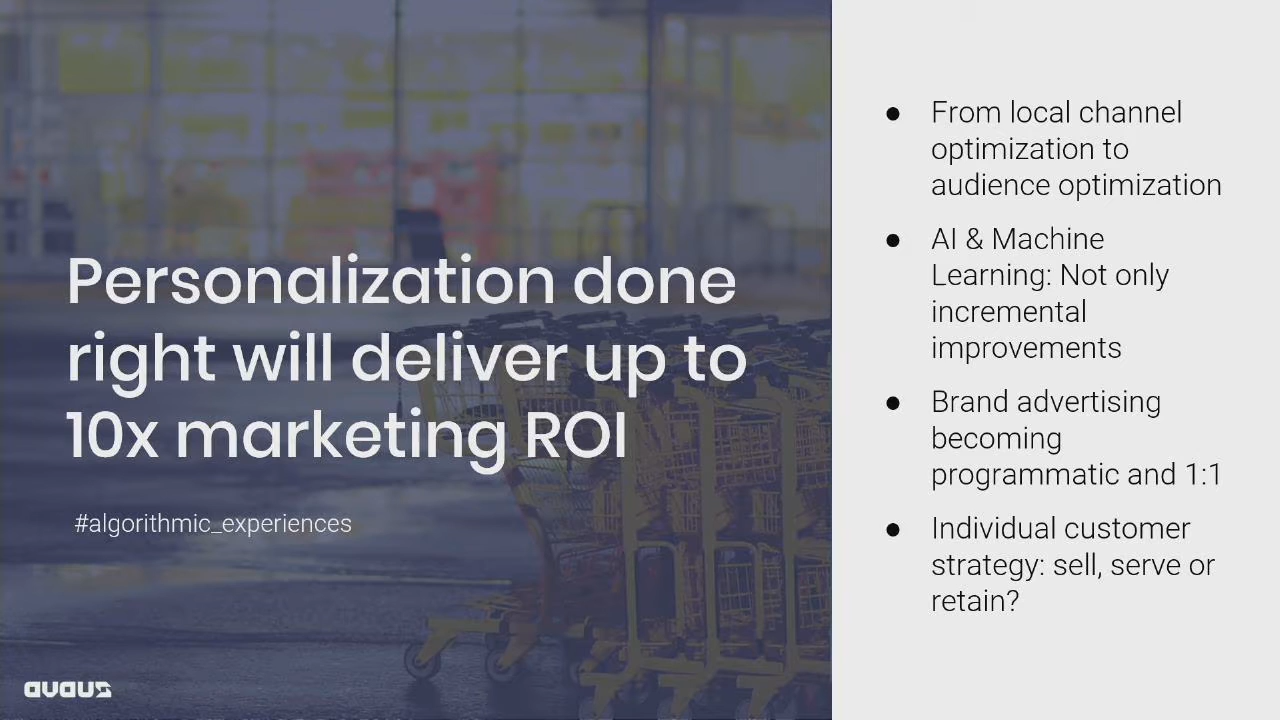 Personalization done
right will deliver up to
10x marketing ROI
#algorithmic_experiences
avaus
● From local channel
optimization to
audience optimization
● AI & Machine
Learning: Not only
incremental
improvements
● Brand advertising
becoming
programmatic and 1:1
● Individual customer
strategy: sell, serve or
retain?